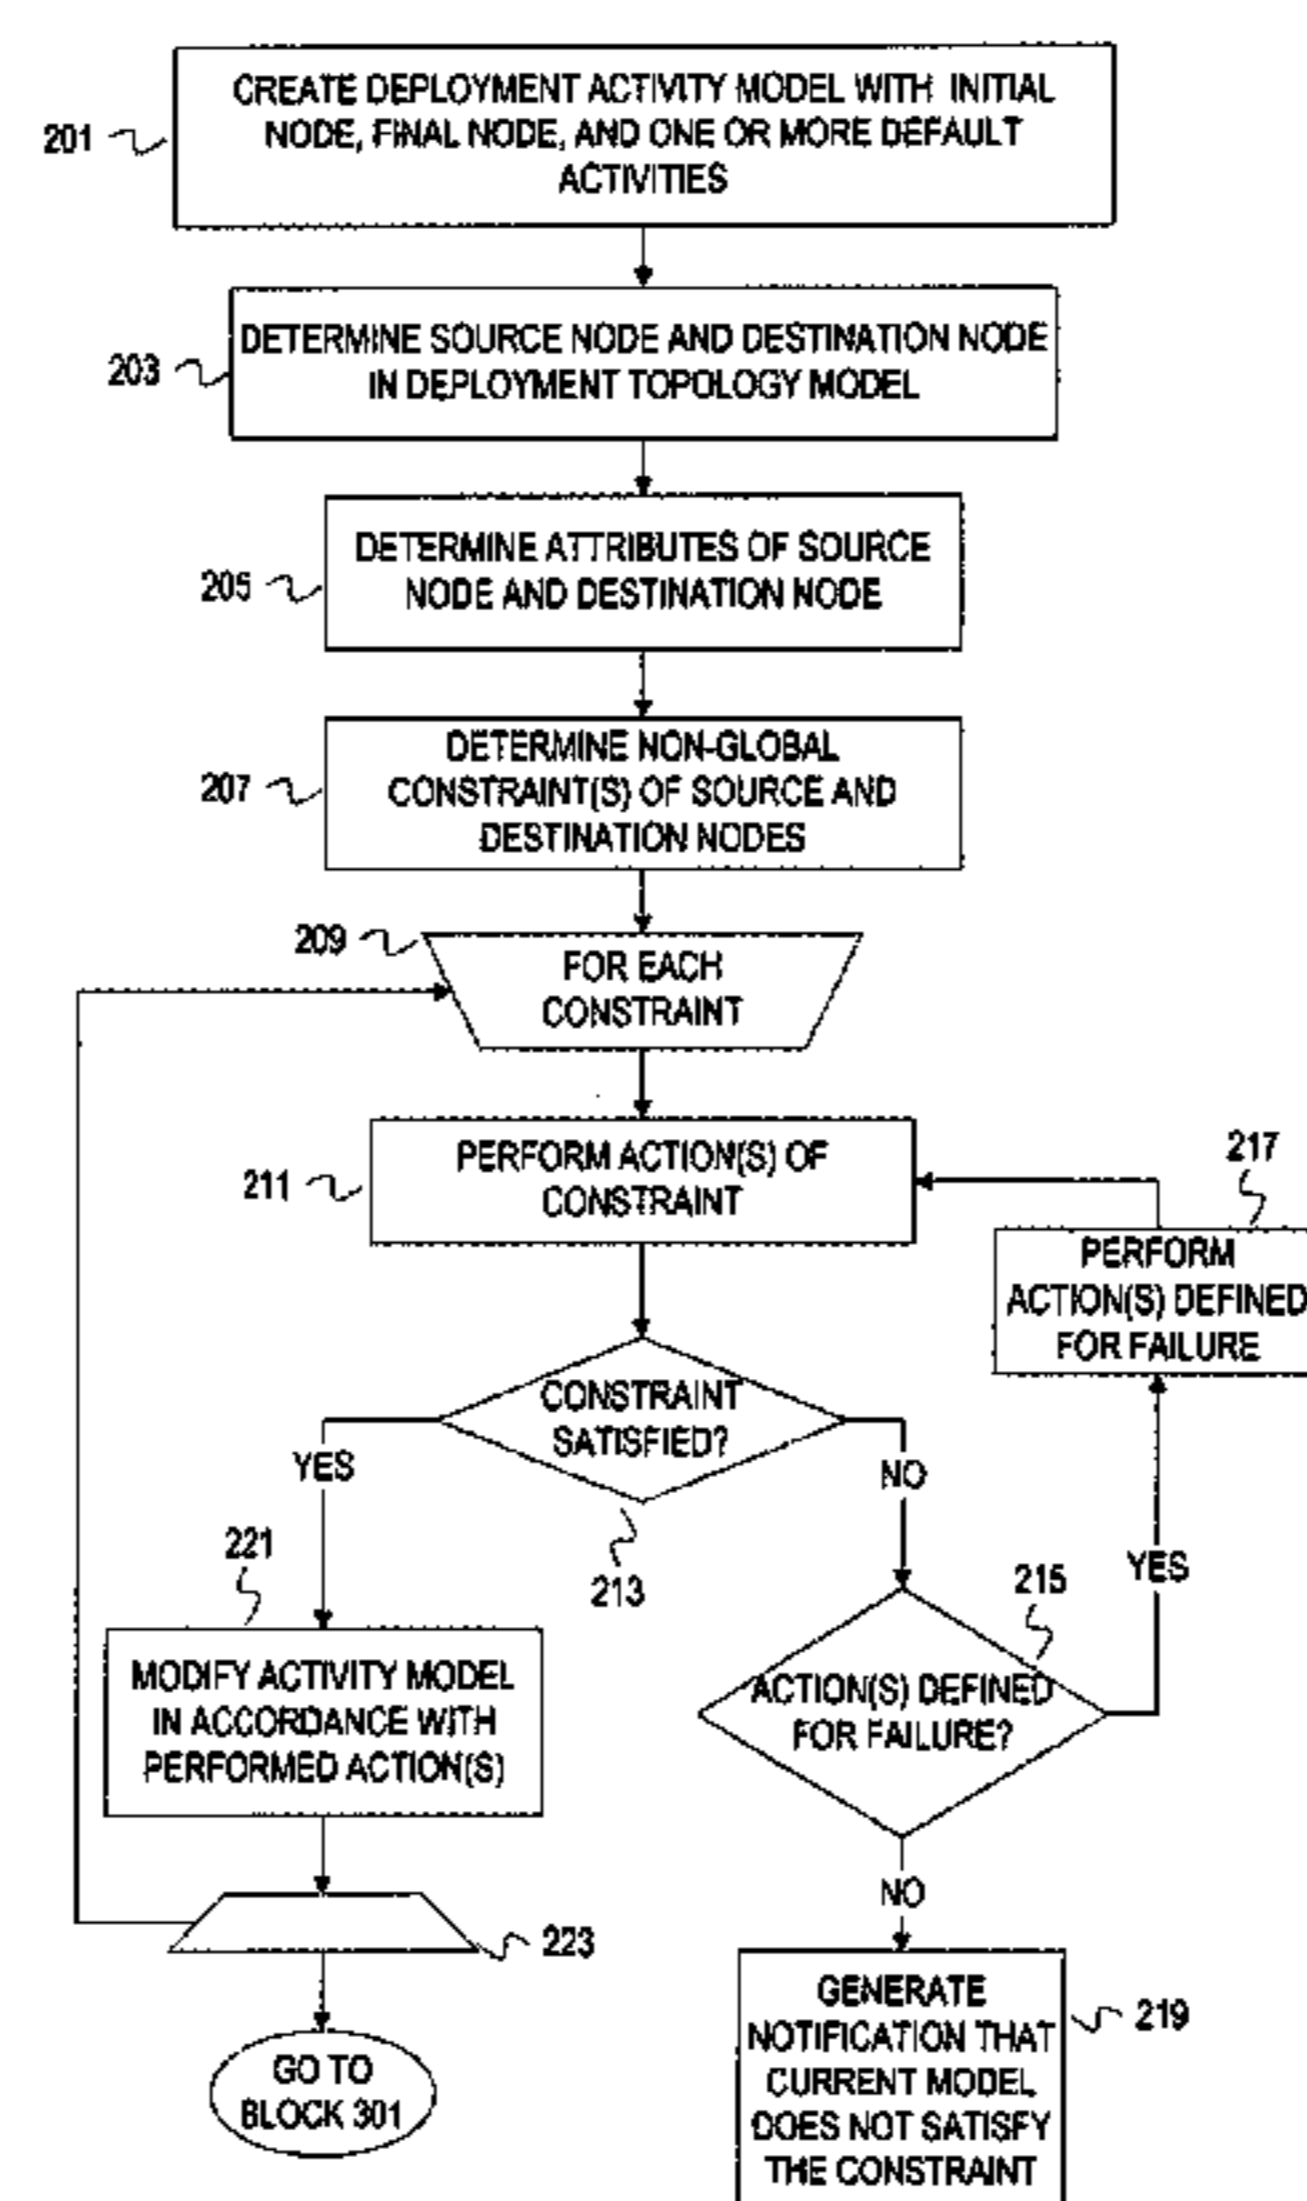 CREATE DEPLOYMENT ACTIVITY MODEL WITH INITIAL
NODE, FINAL NODE, AND ONE OR MORE DEFAULT
ACTIVITIES
201
DETERMINE SOURCE NODE AND DESTINATION NODE
IN DEPLOYMENT TOPOLOGY MODEL
203
DETERMINE ATTRIBUTES OF SOURCE
NODE AND DESTINATION NODE
205
DETERMINE NON-GLOBAL
CONSTRAINT(S) OF SOURCE AND
DESTINATION NODES
207
209
FOR EACH
CONSTRAINT
PERFORM ACTION(S) OF
CONSTRAINT
211
217
PERFORM
ACTION(S) DEFINED
FOR FAILURE
CONSTRAINT
SATISFIED?
YES
NO
213
221
215
YES
MODIFY ACTIVITY MODEL
IN ACCORDANCE WITH
PERFORMED ACTION(S)
ACTION(S) DEFINED
FOR FAILURE?
NO
223
GO TO
BLOCK 301
GENERATE
NOTIFICATION THAT
CURRENT MODEL
DOES NOT SATISFY
THE CONSTRAINT
219